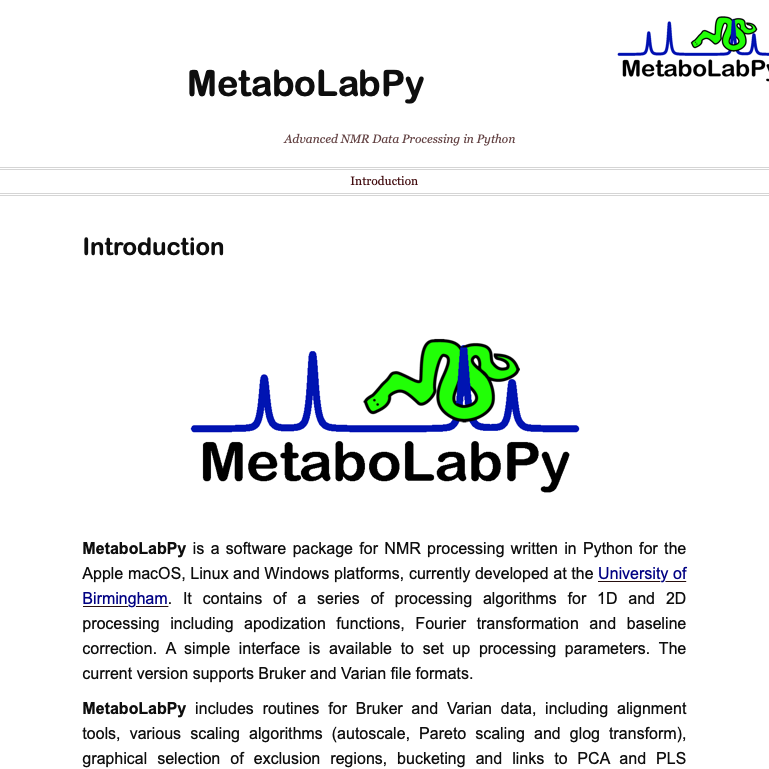 MetaboLabPy
MetaboLabPy
Advanced NMR Data Processing in Python
Introduction
Introduction
MetaboLabPy
MetaboLabPy is a software package for NMR processing written in Python for the
Apple macOS, Linux and Windows platforms, currently developed at the University of
Birmingham. It contains of a series of processing algorithms for 1D and 2D
processing including apodization functions, Fourier transformation and baseline
correction. A simple interface is available to set up processing parameters. The
current version supports Bruker and Varian file formats.
MetaboLabPy includes routines for Bruker and Varian data, including alignment
tools, various scaling algorithms (autoscale, Pareto scaling and glog transform),
graphical selection of exclusion regions, bucketing and links to PCA and PLS